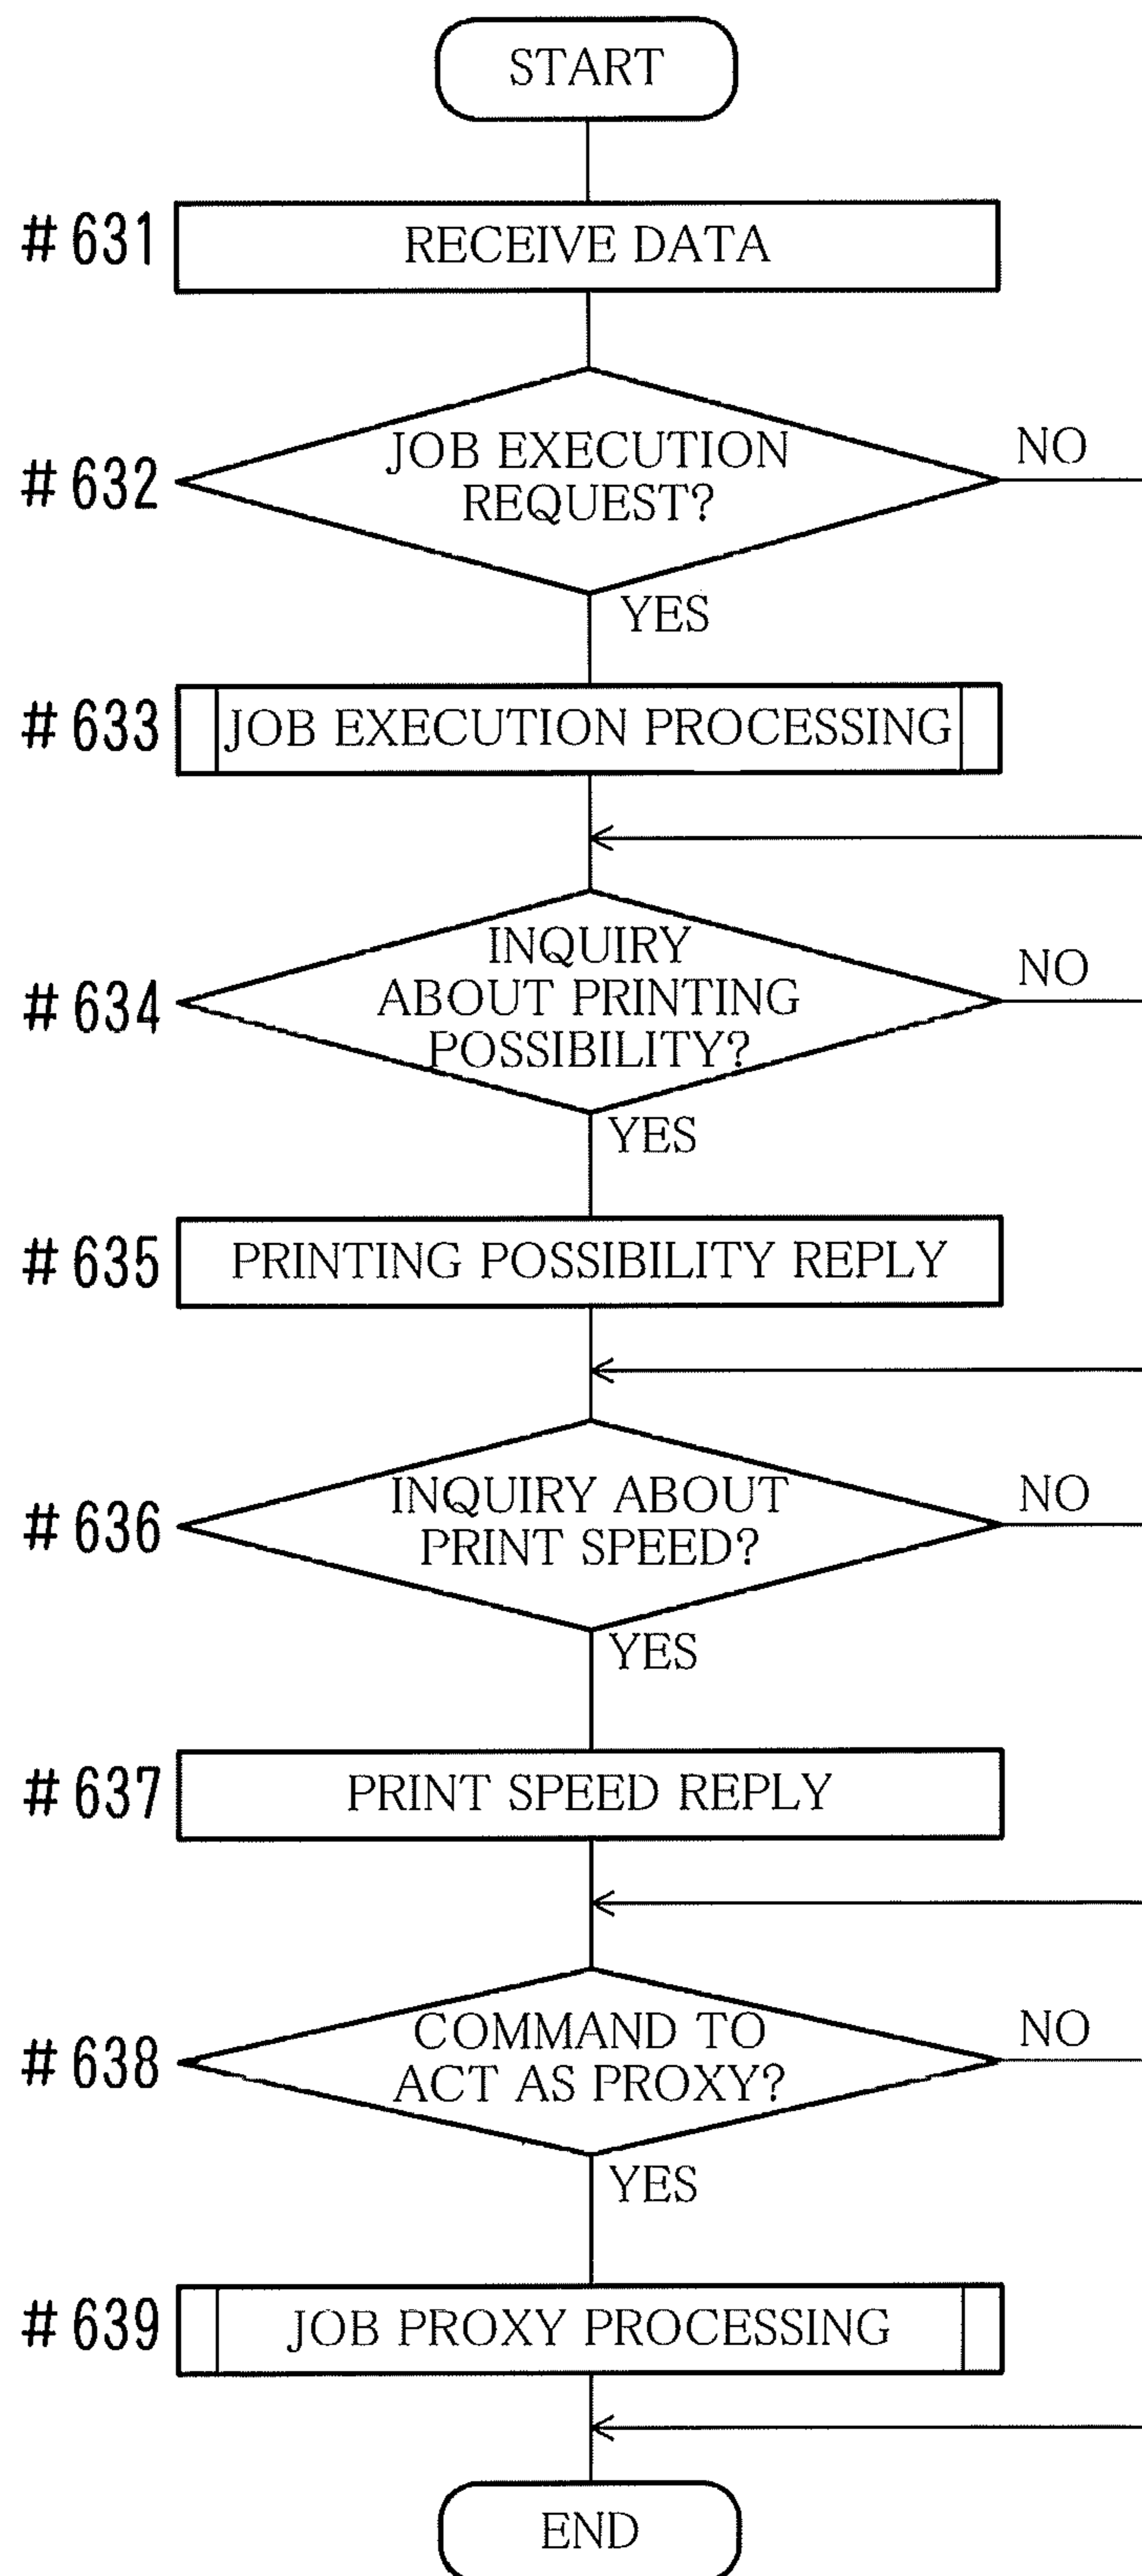 START
#631
RECEIVE DATA
#632
JOB EXECUTION
REQUEST?
NO
YES
#633
JOB EXECUTION PROCESSING
#634
INQUIRY
ABOUT PRINTING
POSSIBILITY?
NO
YES
#635
PRINTING POSSIBILITY REPLY
#636
INQUIRY ABOUT
PRINT SPEED?
NO
YES
#637
PRINT SPEED REPLY
#638
COMMAND TO
ACT AS PROXY?
NO
YES
#639
JOB PROXY PROCESSING
END